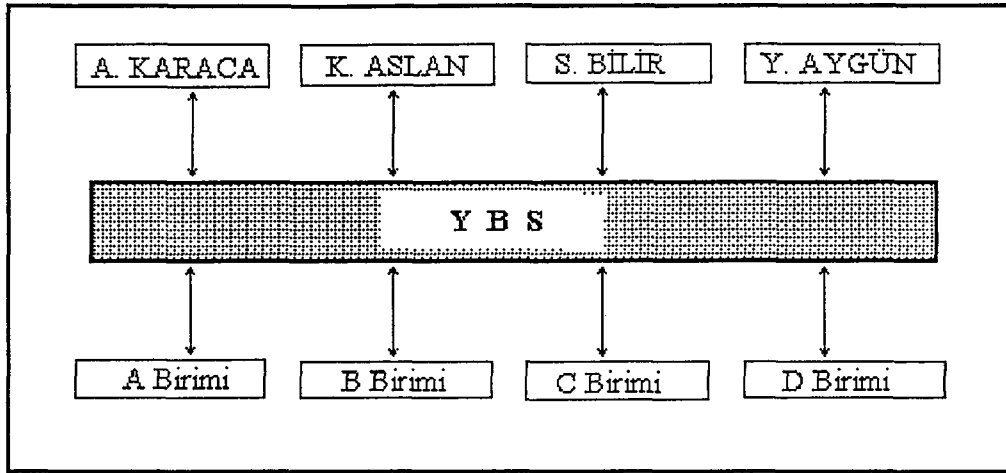 A. KARACA
K. ASLAN
S. BİLİR
Y. AYGÜN
Y B S
A Birimi
B Birimi
C Birimi
D Birimi